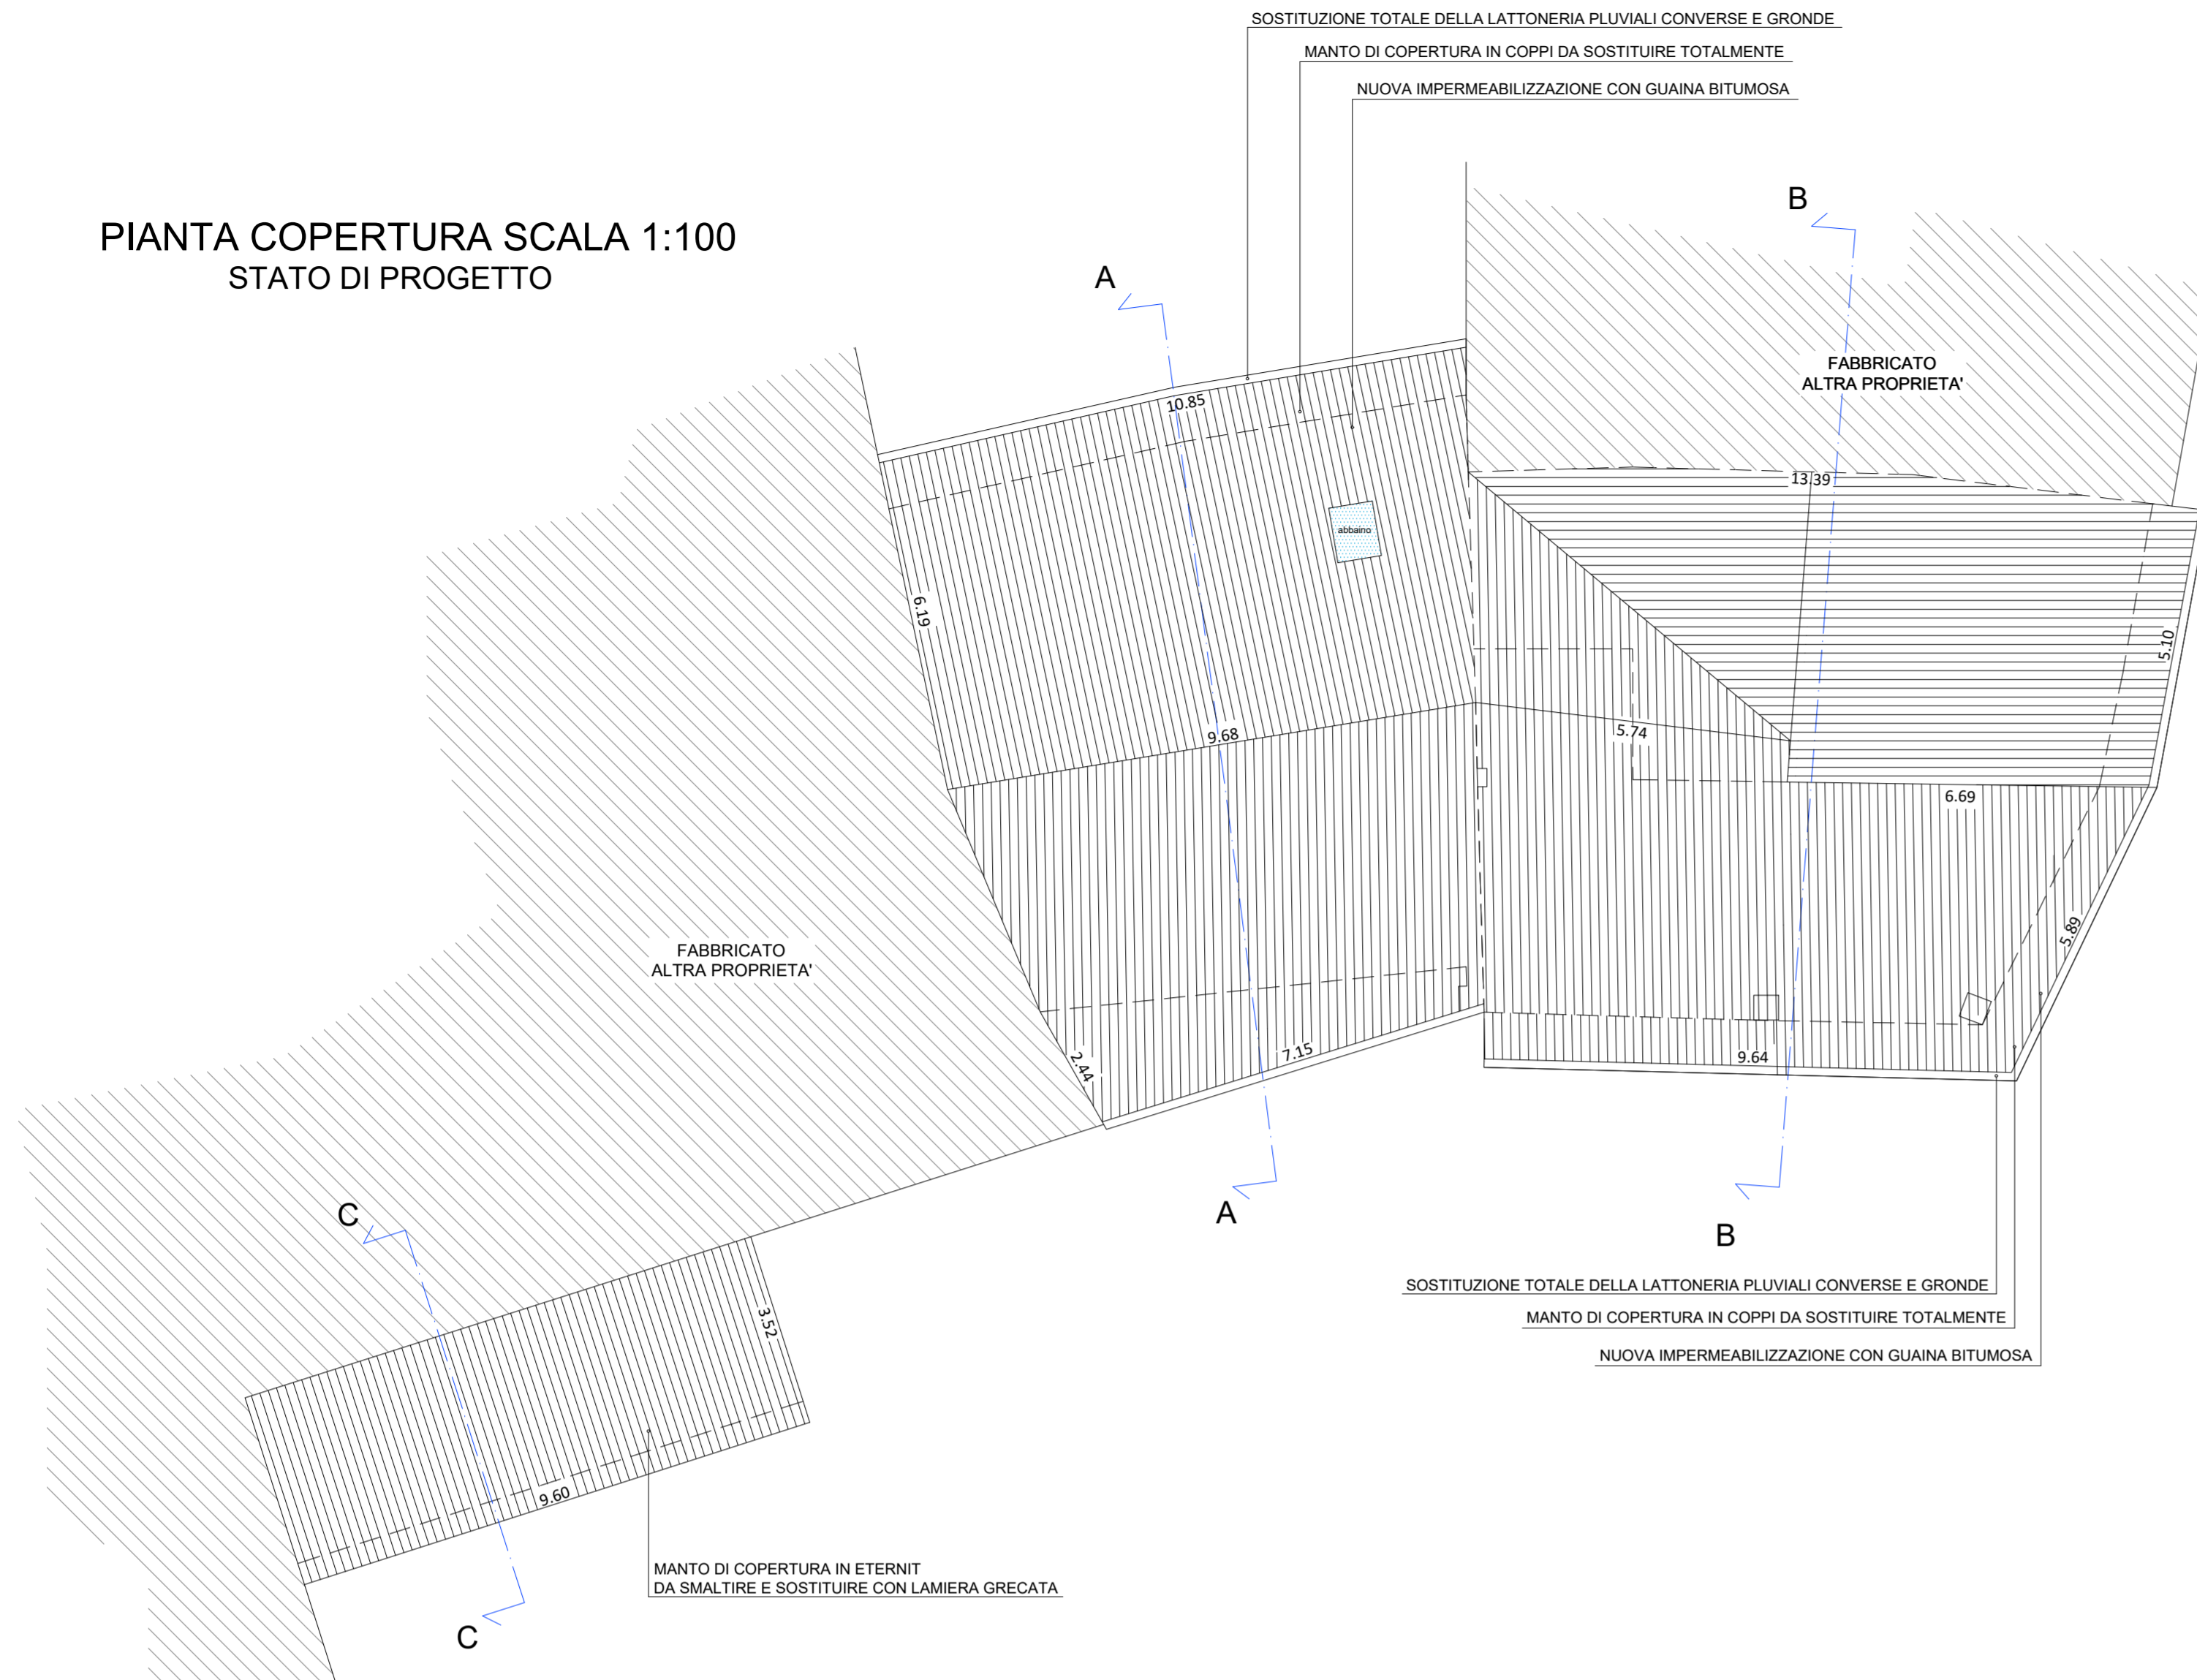 SOSTITUZIONE TOTALE DELLA LATTONERIA PLUVIALI CONVERSE E GRONDE
MANTO DI COPERTURA IN COPPI DA SOSTITUIRE TOTALMENTE
NUOVA IMPERMEABILIZZAZIONE CON GUAINA BITUMOSA
PIANTA COPERTURA SCALA 1:100
STATO DI PROGETTO
B
A
FABBRICATO
ALTRA PROPRIETA'
10.85
13.39
abbaino
6.19
5.10
9.68
5.74
6.69
5.89
FABBRICATO
ALTRA PROPRIETA'
2.44
7.15
9.64
C
A
B
SOSTITUZIONE TOTALE DELLA LATTONERIA PLUVIALI CONVERSE E GRONDE
MANTO DI COPERTURA IN COPPI DA SOSTITUIRE TOTALMENTE
NUOVA IMPERMEABILIZZAZIONE CON GUAINA BITUMOSA
3.52
9.60
MANTO DI COPERTURA IN ETERNIT
DA SMALTIRE E SOSTITUIRE CON LAMIERA GRECATA
C